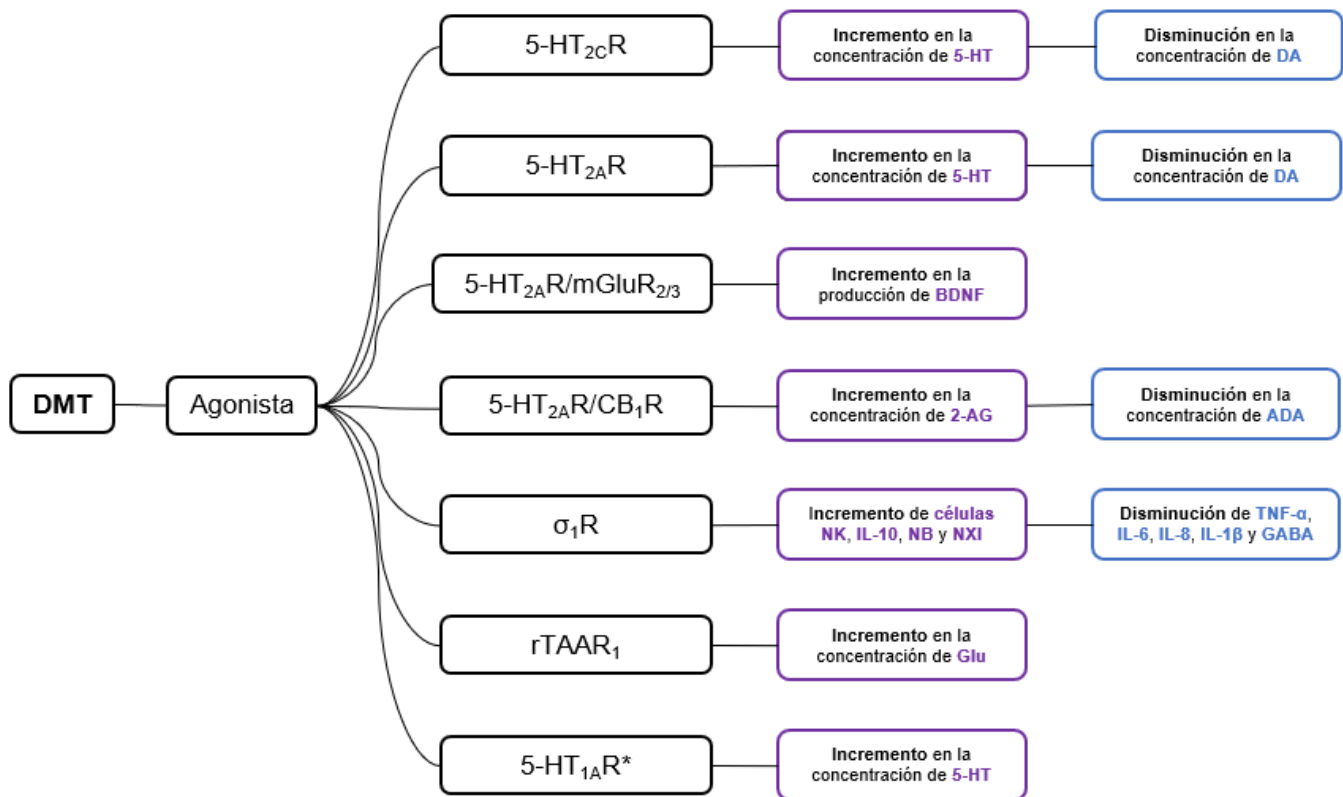 5-HT₂CR
Incremento en la
concentración de 5-HT
Disminución en la
concentración de DA
5-HT₂AR
Incremento en la
concentración de 5-HT
Disminución en la
concentración de DA
5-HT₂AR/mGluR₂/₃
Incremento en la
producción de BDNF
DMT
Agonista
5-HT₂AR/CB₁R
Incremento en la
concentración de 2-AG
Disminución en la
concentración de ADA
σ₁R
Incremento de células
NK, IL-10, NB y NXI
Disminución de TNF-α,
IL-6, IL-8, IL-1β y GABA
rTAAR₁
Incremento en la
concentración de Glu
5-HT₁AR*
Incremento en la
concentración de 5-HT